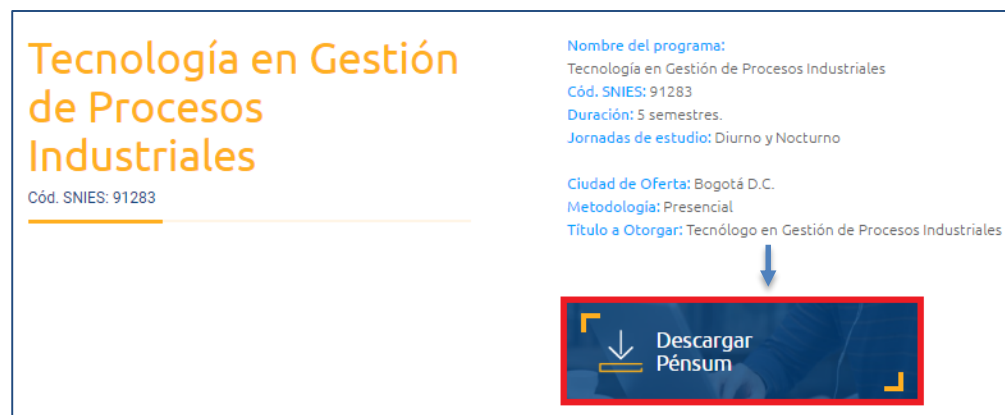 Tecnología en Gestión
de Procesos
Industriales
Cód. SNIES: 91283
Nombre del programa:
Tecnología en Gestión de Procesos Industriales
Cód. SNIES: 91283
Duración: 5 semestres.
Jornadas de estudio: Diurno y Nocturno
Ciudad de Oferta: Bogotá D.C.
Metodología: Presencial
Título a Otorgar: Tecnólogo en Gestión de Procesos Industriales
Descargar
Pénsum